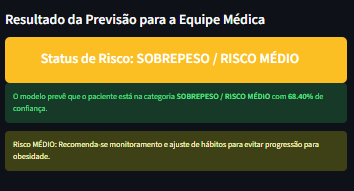 Resultado da Previsão para a Equipe Médica
Status de Risco: SOBREPESO / RISCO MÉDIO
O modelo prevê que o paciente está na categoria SOBREPESO / RISCO MÉDIO com 68.40% de
confiança.
Risco MÉDIO: Recomenda-se monitoramento e ajuste de hábitos para evitar progressão para
obesidade.